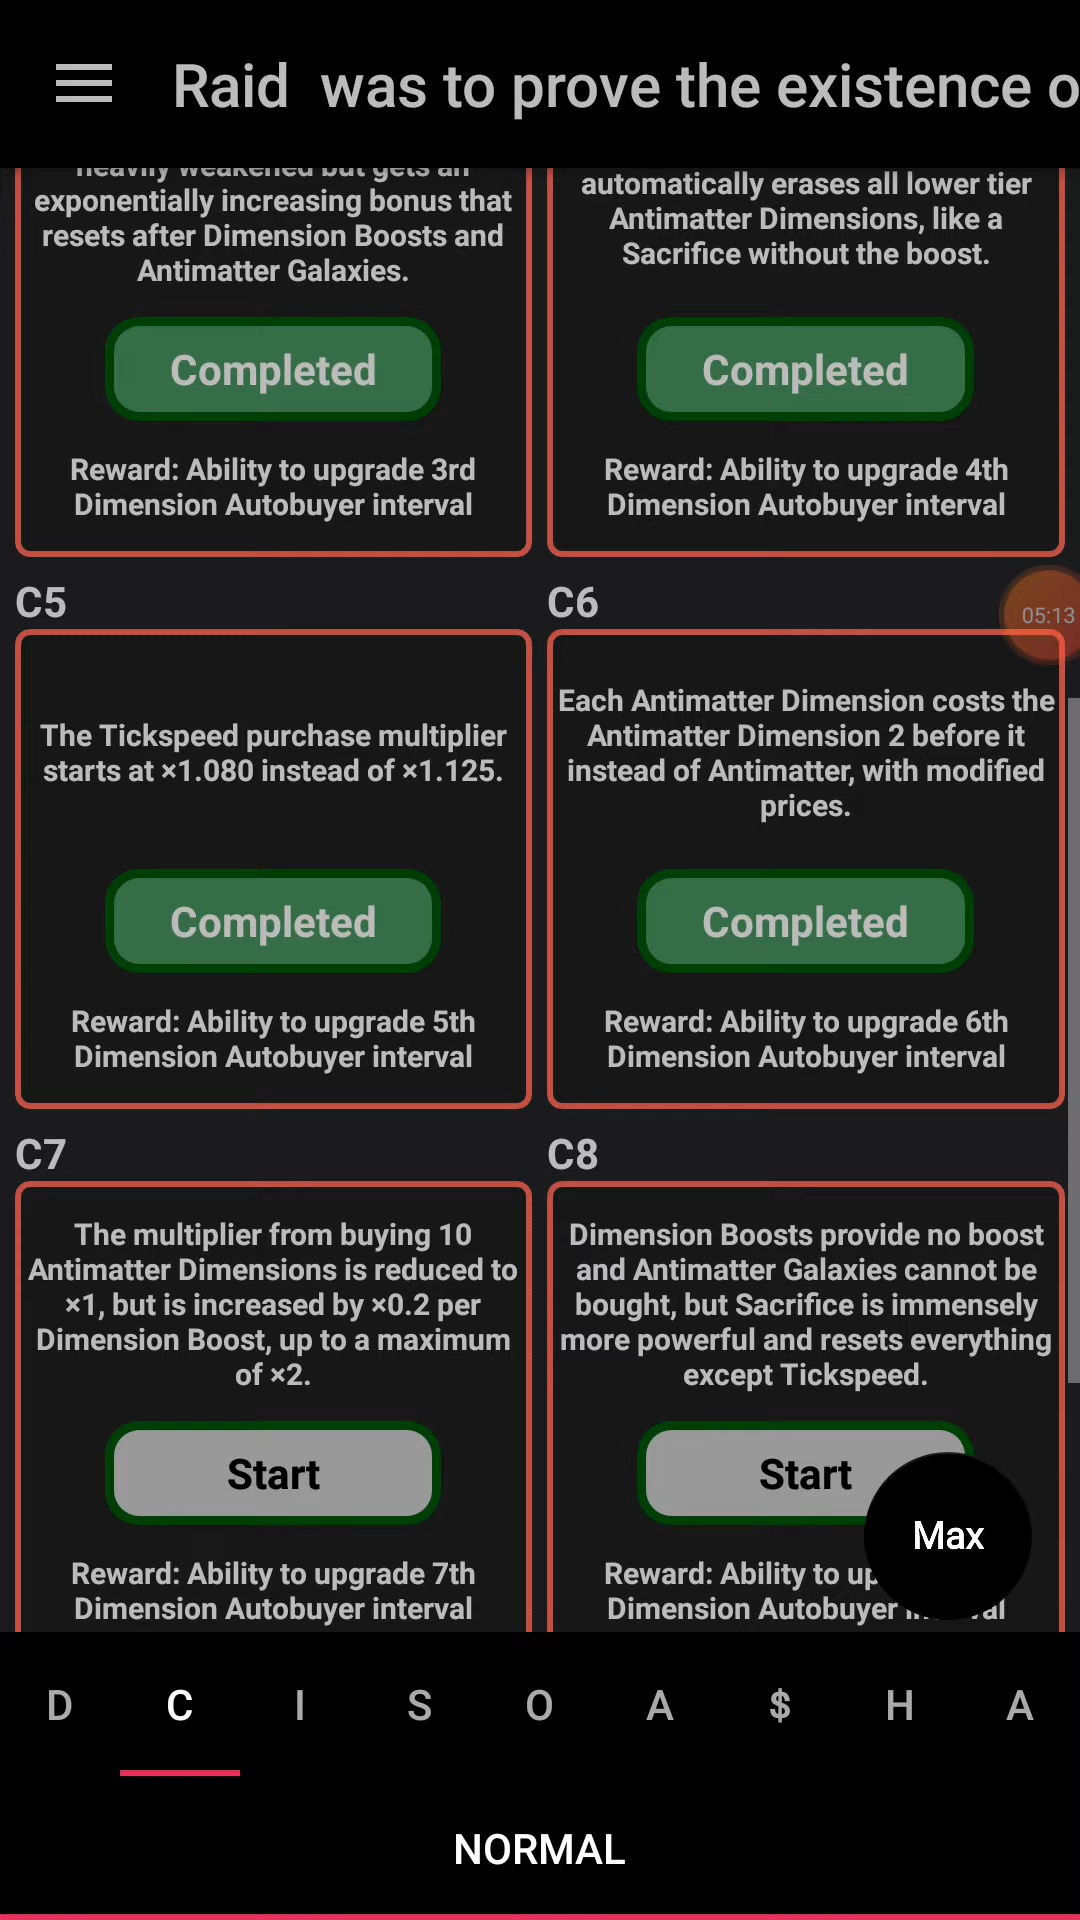 Raid was to prove the existence o
heavily weakened but gets an
exponentially increasing bonus that
resets after Dimension Boosts and
Antimatter Galaxies.
automatically erases all lower tier
Antimatter Dimensions, like a
Sacrifice without the boost.
Completed
Completed
Reward: Ability to upgrade 3rd
Dimension Autobuyer interval
Reward: Ability to upgrade 4th
Dimension Autobuyer interval
C5
C6
05:13
The Tickspeed purchase multiplier
starts at ×1.080 instead of ×1.125.
Each Antimatter Dimension costs the
Antimatter Dimension 2 before it
instead of Antimatter, with modified
prices.
Completed
Completed
Reward: Ability to upgrade 5th
Dimension Autobuyer interval
Reward: Ability to upgrade 6th
Dimension Autobuyer interval
C7
C8
The multiplier from buying 10
Antimatter Dimensions is reduced to
×1, but is increased by ×0.2 per
Dimension Boost, up to a maximum
of ×2.
Dimension Boosts provide no boost
and Antimatter Galaxies cannot be
bought, but Sacrifice is immensely
more powerful and resets everything
except Tickspeed.
Start
Start
Max
Reward: Ability to upgrade 7th
Dimension Autobuyer interval
Reward: Ability to up
Dimension Autobuyer
D C I S O A $ H A
NORMAL